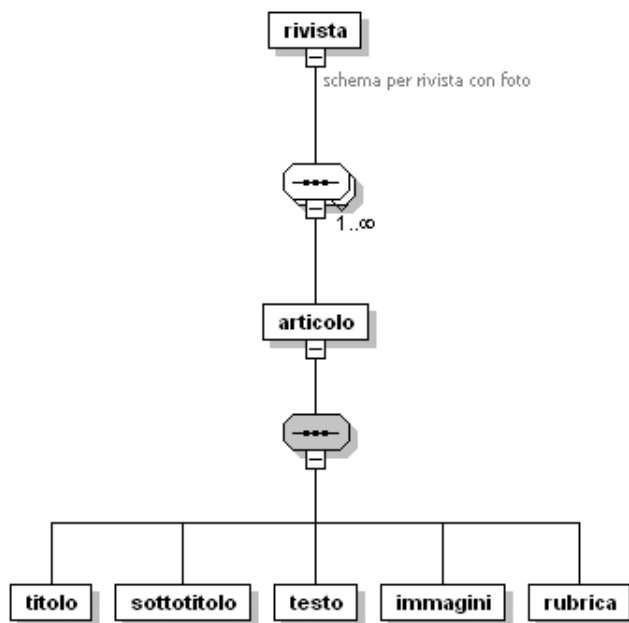 rivista
schema per rivista con foto
1..∞
articolo
titolo sottotitolo testo immagini rubrica